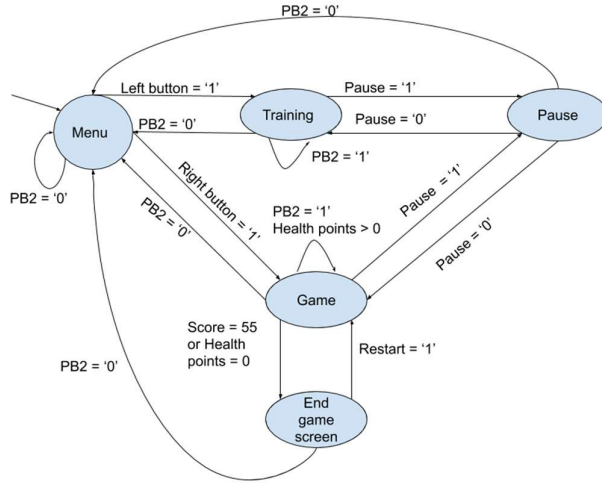 PB2 = ‘0’
Left button = ‘1’
Pause = ‘1’
Menu
Training
Pause
PB2 = ‘0’
Pause = ‘0’
PB2 = ‘1’
PB2 = ‘0’
Right button = ‘1’
PB2 = ‘0’
PB2 = ‘1’
Health points > 0
Pause = ‘1’
Pause = ‘0’
Game
Score = 55
or Health
points = 0
Restart = ‘1’
PB2 = ‘0’
End
game
screen